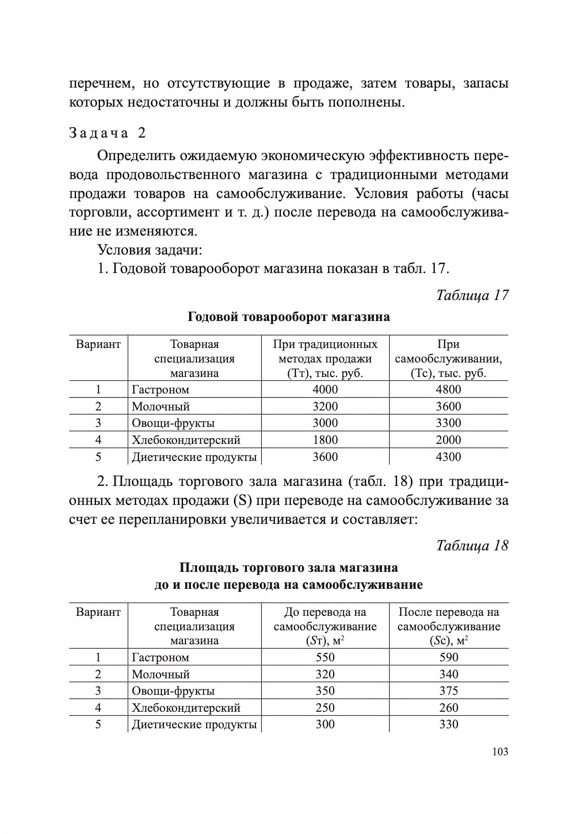 перечнем, но отсутствующие в продаже, затем товары, запасы
которых недостаточны и должны быть пополнены.
Задача 2
Определить ожидаемую экономическую эффективность пере-
вода продовольственного магазина с традиционными методами
продажи товаров на самообслуживание. Условия работы (часы
торговли, ассортимент и т. д.) после перевода на самообслужива-
ние не изменяются.
Условия задачи:
1. Годовой товарооборот магазина показан в табл. 17.
Таблица 17
Годовой товарооборот магазина
Вариант Товарная специализация магазина При традиционных методах продажи (Тт), тыс. руб. При самообслуживании, (Тс), тыс. руб.
1 Гастроном 4000 4800
2 Молочный 3200 3600
3 Овощи-фрукты 3000 3300
4 Хлебокондитерский 1800 2000
5 Диетические продукты 3600 4300
2. Площадь торгового зала магазина (табл. 18) при традици-
онных методах продажи (S) при переводе на самообслуживание за
счет ее перепланировки увеличивается и составляет:
Таблица 18
Площадь торгового зала магазина
до и после перевода на самообслуживание
Вариант Товарная специализация магазина До перевода на самообслуживание (Sт), м² После перевода на самообслуживание (Sс), м²
1 Гастроном 550 590
2 Молочный 320 340
3 Овощи-фрукты 350 375
4 Хлебокондитерский 250 260
5 Диетические продукты 300 330
103